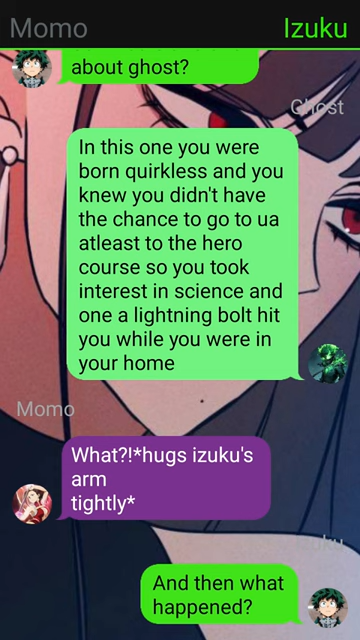 Momo
Izuku
about ghost?
Ghost
In this one you were
born quirkless and you
knew you didn't have
the chance to go to ua
atleast to the hero
course so you took
interest in science and
one a lightning bolt hit
you while you were in
your home
Momo
What?!*hugs izuku's
arm
tightly*
Izuku
And then what
happened?